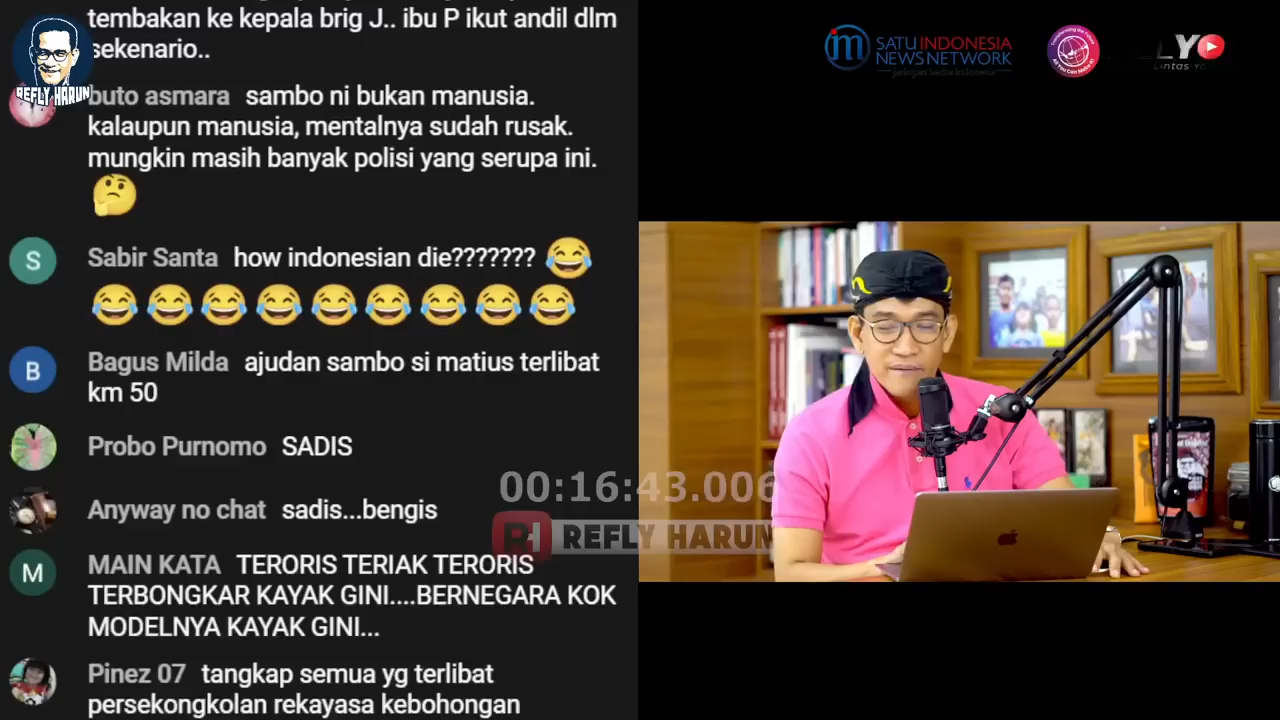 tembakan ke kepala brig J.. ibu P ikut andil dlm
sekenario..
REFLY HARUN
buto asmara sambo ni bukan manusia.
kalaupun manusia, mentalnya sudah rusak.
mungkin masih banyak polisi yang serupa ini.
🤔
S
Sabir Santa how indonesian die??????? 😂
😂😂😂😂😂😂😂😂😂
B
Bagus Milda ajudan sambo si matius terlibat
km 50
Probo Purnomo SADIS
Anyway no chat sadis...bengis
M
MAIN KATA TERORIS TERIAK TERORIS
TERBONGKAR KAYAK GINI....BERNEGARA KOK
MODELNYA KAYAK GINI...
Pinez 07 tangkap semua yg terlibat
persekongkolan rekayasa kebohongan
SATU INDONESIA
NEWS NETWORK
jaringan berita indonesia
00:16:43.006
RH REFLY HARUN